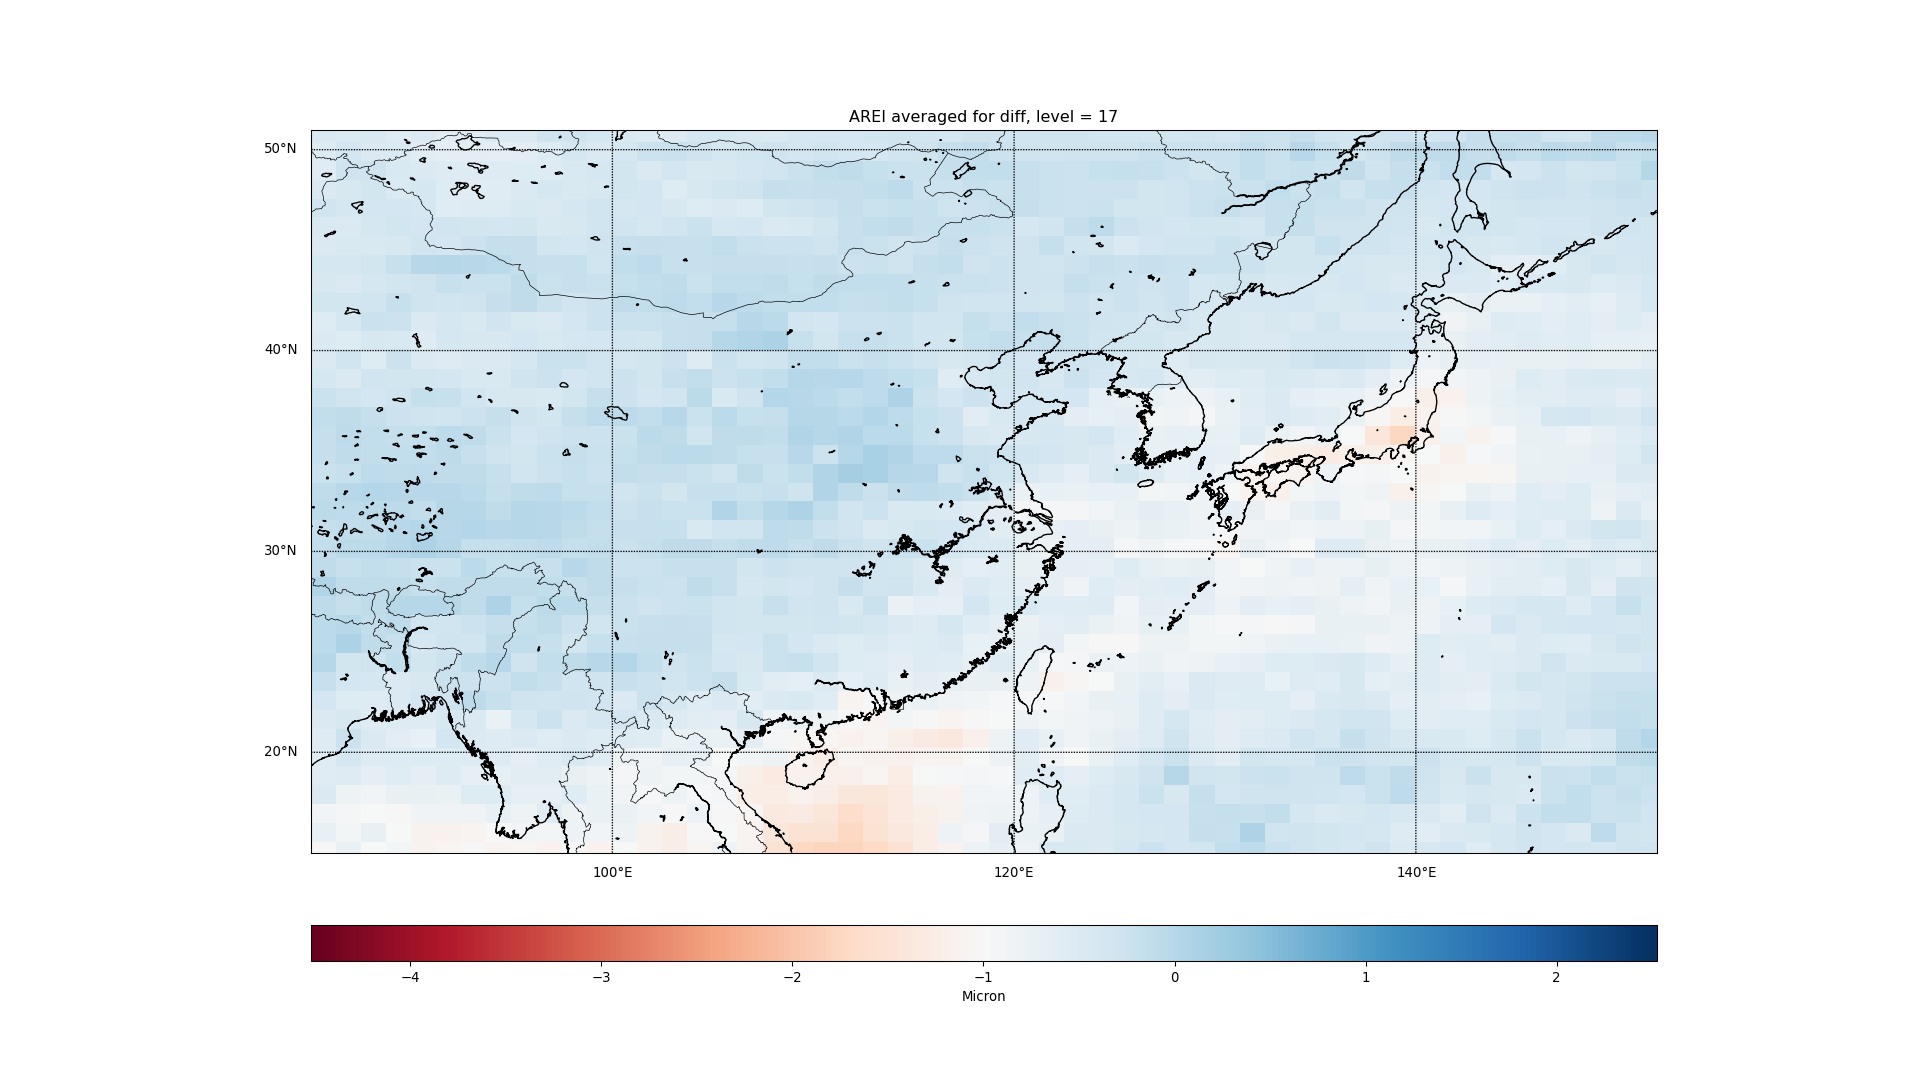 AREI averaged for diff, level = 17
50°N
40°N
30°N
20°N
100°E 120°E 140°E
−4 −3 −2 −1 0 1 2
Micron